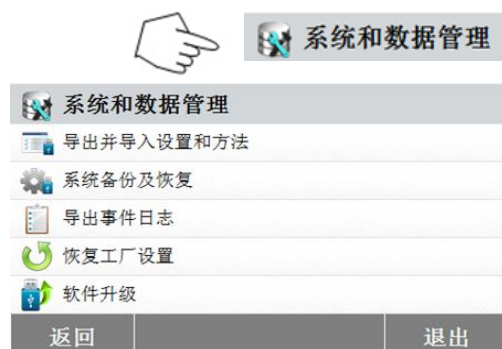 系统和数据管理
系统和数据管理
导出并导入设置和方法
系统备份及恢复
导出事件日志
恢复工厂设置
软件升级
返回 退出